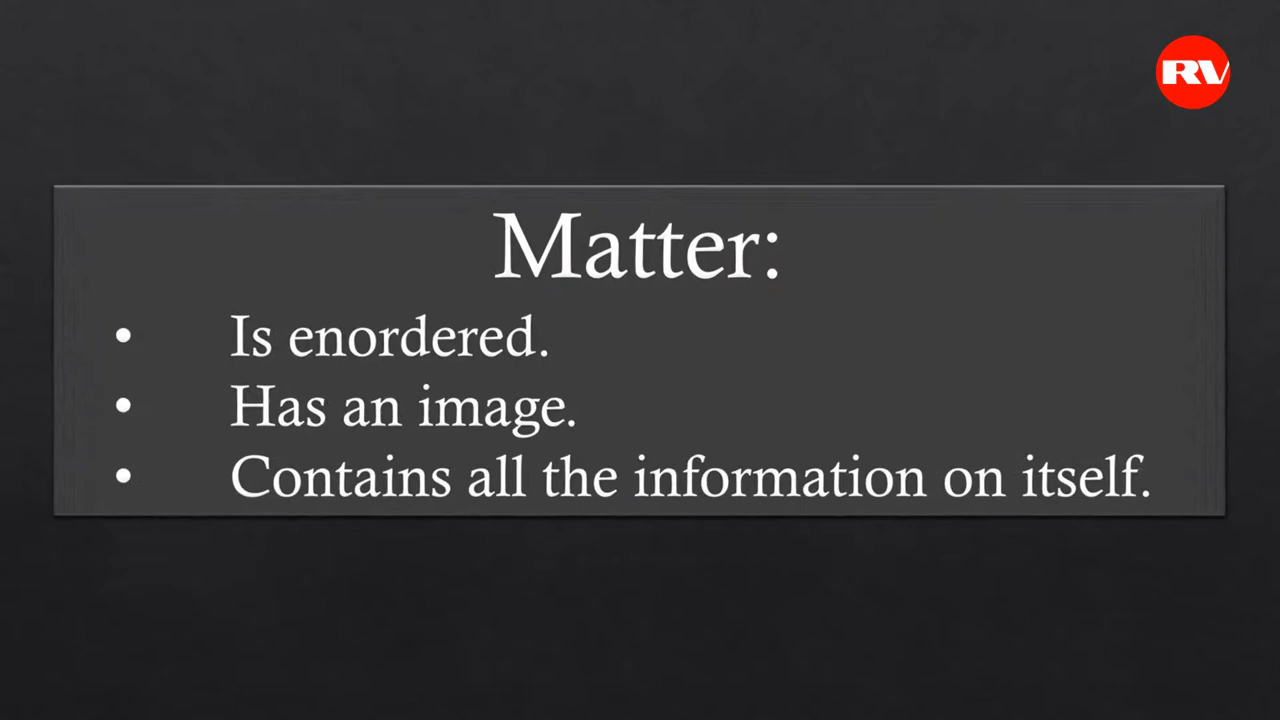 RV
Matter:
• Is enordered.
• Has an image.
• Contains all the information on itself.